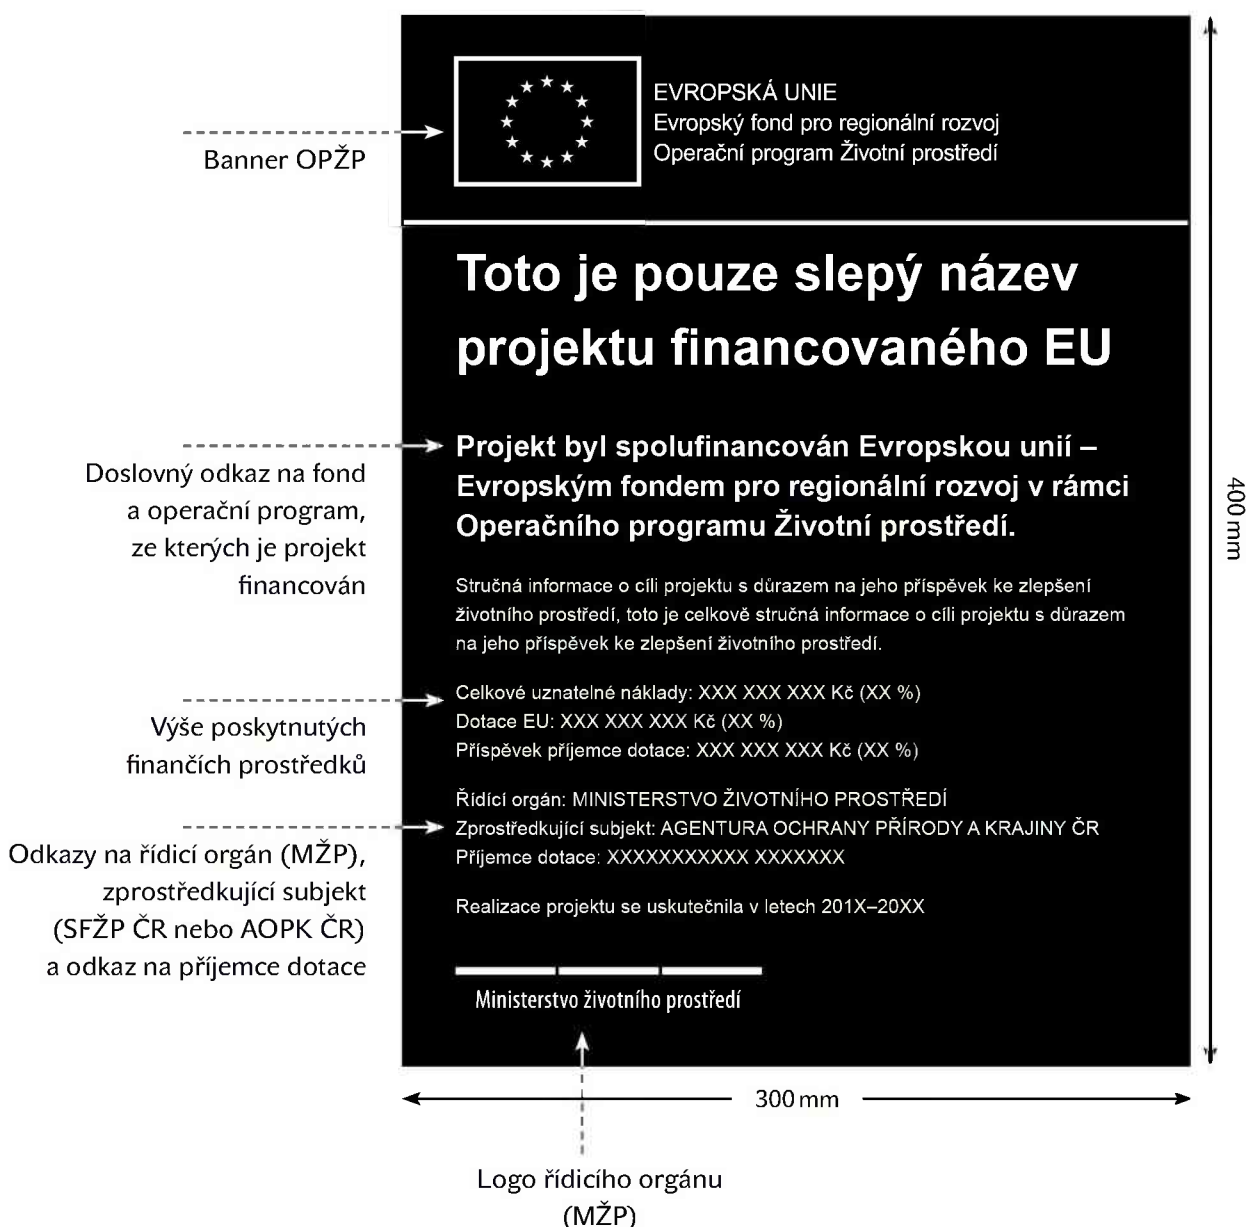 EVROPSKÁ UNIE
Evropský fond pro regionální rozvoj
Operační program Životní prostředí
Banner OPŽP
Toto je pouze slepý název
projektu financovaného EU
Projekt byl spolufinancován Evropskou unií –
Evropským fondem pro regionální rozvoj v rámci
Operačního programu Životní prostředí.
Doslovný odkaz na fond
a operační program,
ze kterých je projekt
financován
400 mm
Stručná informace o cíli projektu s důrazem na jeho příspěvek ke zlepšení
životního prostředí, toto je celkově stručná informace o cíli projektu s důrazem
na jeho příspěvek ke zlepšení životního prostředí.
Celkové uznatelné náklady: XXX XXX XXX Kč (XX %)
Dotace EU: XXX XXX XXX Kč (XX %)
Příspěvek příjemce dotace: XXX XXX XXX Kč (XX %)
Výše poskytnutých
finančích prostředků
Řídící orgán: MINISTERSTVO ŽIVOTNÍHO PROSTŘEDÍ
Zprostředkující subjekt: AGENTURA OCHRANY PŘÍRODY A KRAJINY ČR
Příjemce dotace: XXXXXXXXXXX XXXXXXX
Odkazy na řídicí orgán (MŽP),
zprostředkující subjekt
(SFŽP ČR nebo AOPK ČR)
a odkaz na příjemce dotace
Realizace projektu se uskutečnila v letech 201X–20XX
Ministerstvo životního prostředí
300 mm
Logo řídicího orgánu
(MŽP)